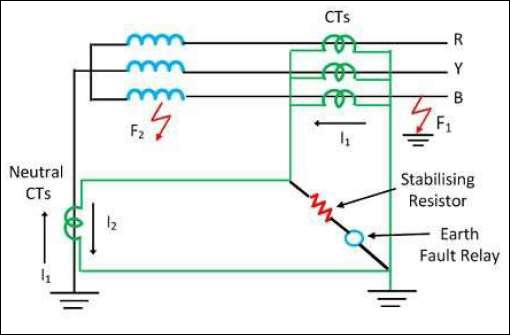 CTs
R
Y
B
F2
F1
I1
Neutral
CTs
I2
I1
Stabilising
Resistor
Earth
Fault Relay